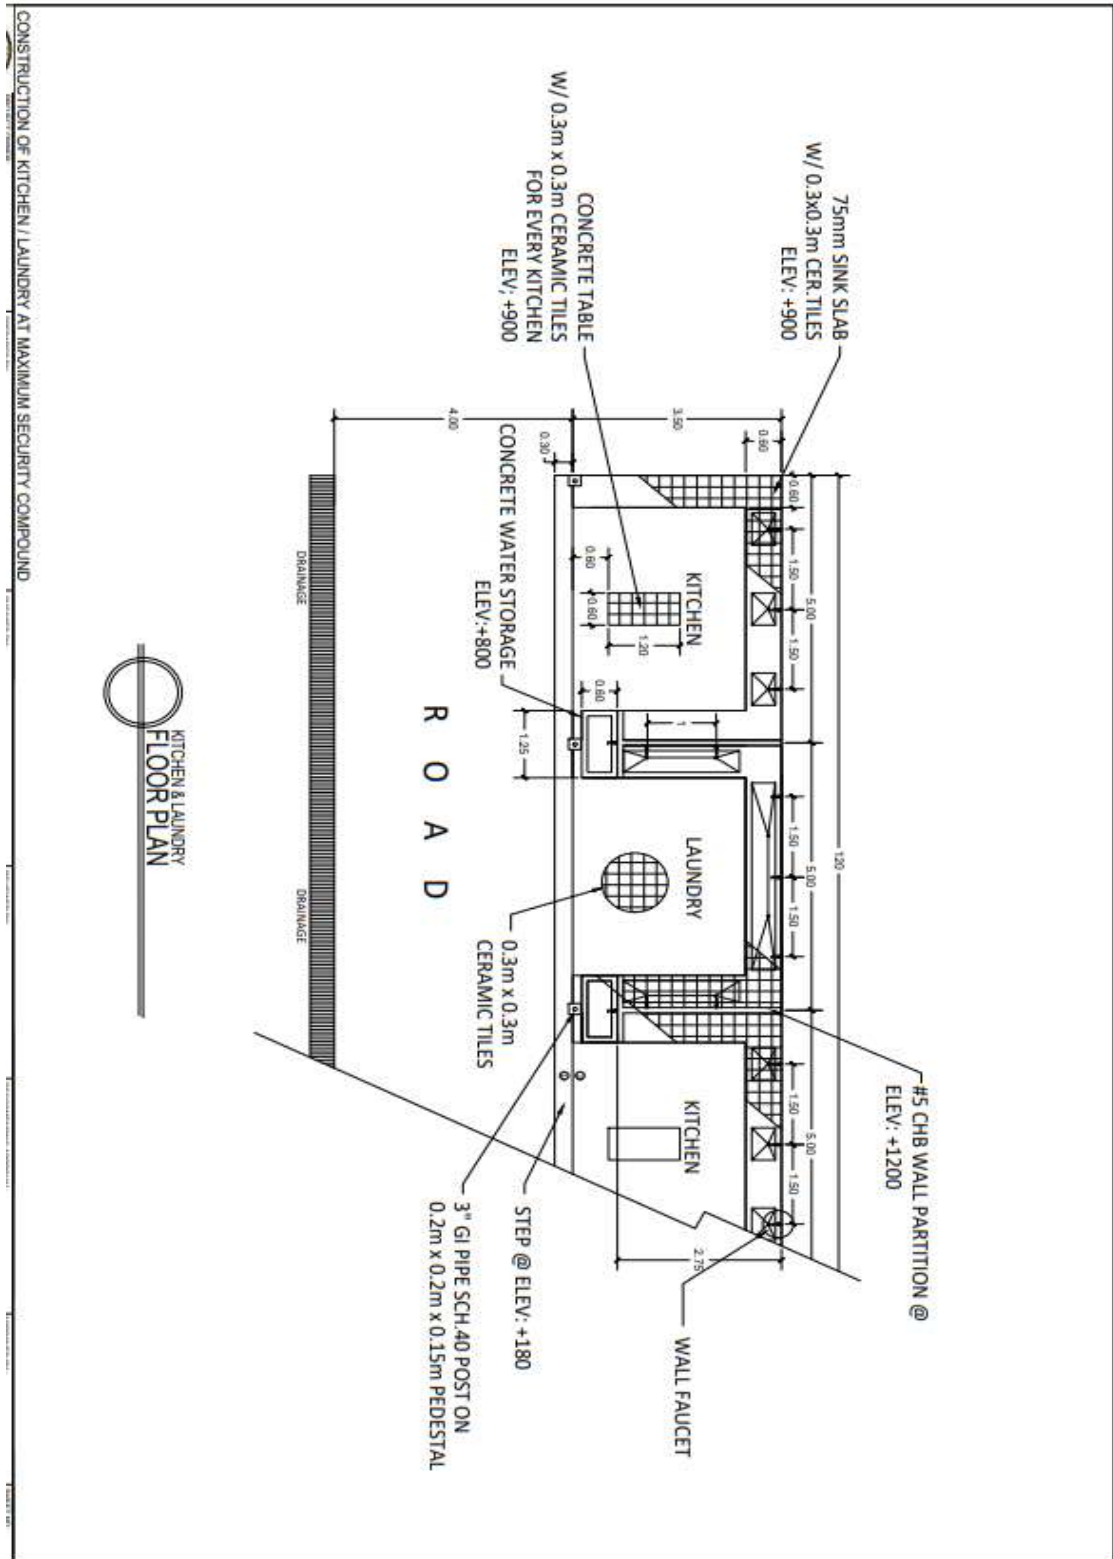 120
5.00
5.00
5.00
0.60
1.50
1.50
1.50
1.50
1.50
1.50
75mm SINK SLAB
W/ 0.3x0.3m CER.TILES
ELEV: +900
#5 CHB WALL PARTITION @
ELEV: +1200
CONCRETE TABLE
W/ 0.3m x 0.3m CERAMIC TILES
FOR EVERY KITCHEN
ELEV; +900
3.50
0.60
KITCHEN
LAUNDRY
KITCHEN
1
1.20
0.60
0.60
0.60
2.75
WALL FAUCET
0.30
4.00
1.25
CONCRETE WATER STORAGE
ELEV:+800
0.3m x 0.3m
CERAMIC TILES
STEP @ ELEV: +180
3" GI PIPE SCH.40 POST ON
0.2m x 0.2m x 0.15m PEDESTAL
R O A D
DRAINAGE
DRAINAGE
KITCHEN & LAUNDRY
FLOOR PLAN
CONSTRUCTION OF KITCHEN / LAUNDRY AT MAXIMUM SECURITY COMPOUND